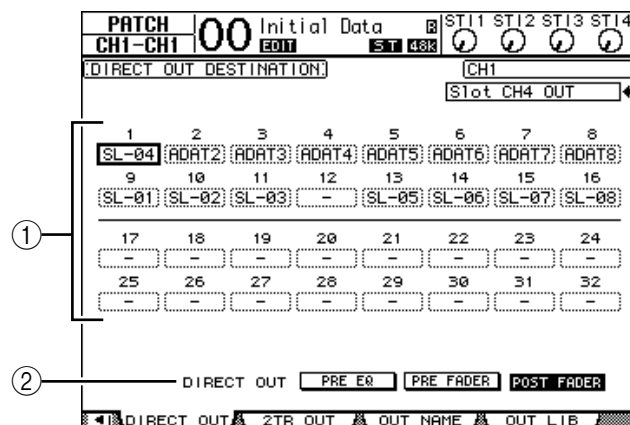 PATCH
CH1-CH1
00 Initial Data
EDIT
ST 48k
ST11 ST12 ST13 ST14
DIRECT OUT DESTINATION
CH1
Slot CH4 OUT
1
1 2 3 4 5 6 7 8
SL-04 ADAT2 ADAT3 ADAT4 ADAT5 ADAT6 ADAT7 ADAT8
9 10 11 12 13 14 15 16
SL-01 SL-02 SL-03 - SL-05 SL-06 SL-07 SL-08
17 18 19 20 21 22 23 24
- - - - - - - -
25 26 27 28 29 30 31 32
- - - - - - - -
2
DIRECT OUT PRE EQ PRE FADER POST FADER
DIRECT OUT 2TR OUT OUT NAME OUT LIB